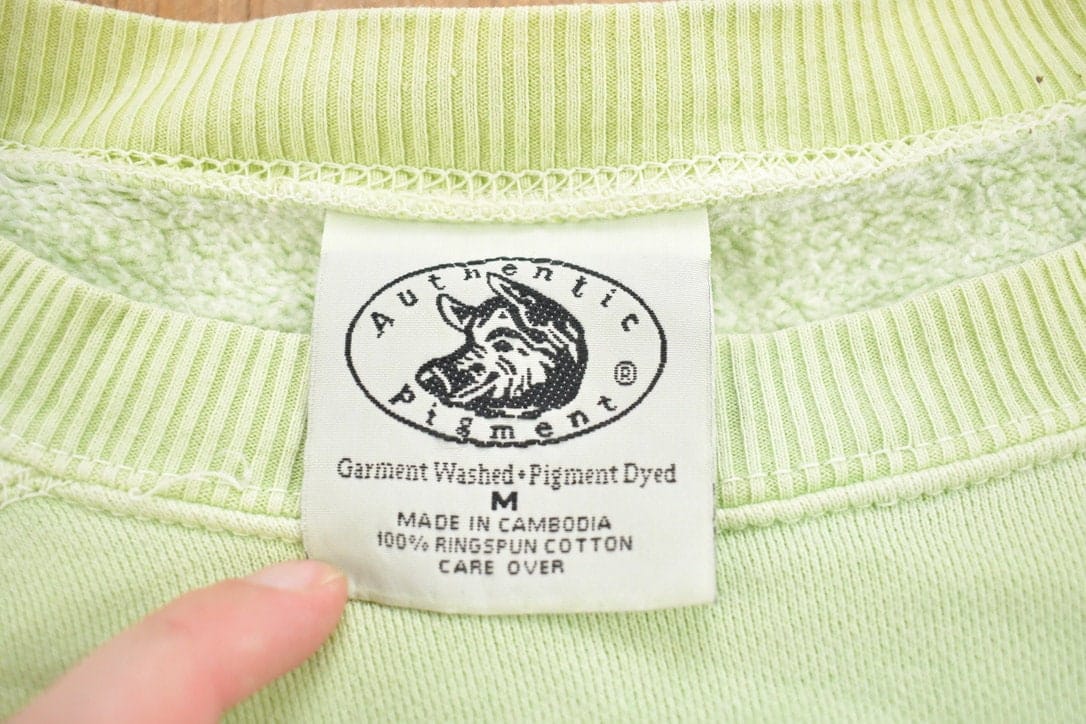 Authentic
Pigment ®
Garment Washed•Pigment Dyed
M
MADE IN CAMBODIA
100% RINGSPUN COTTON
CARE OVER